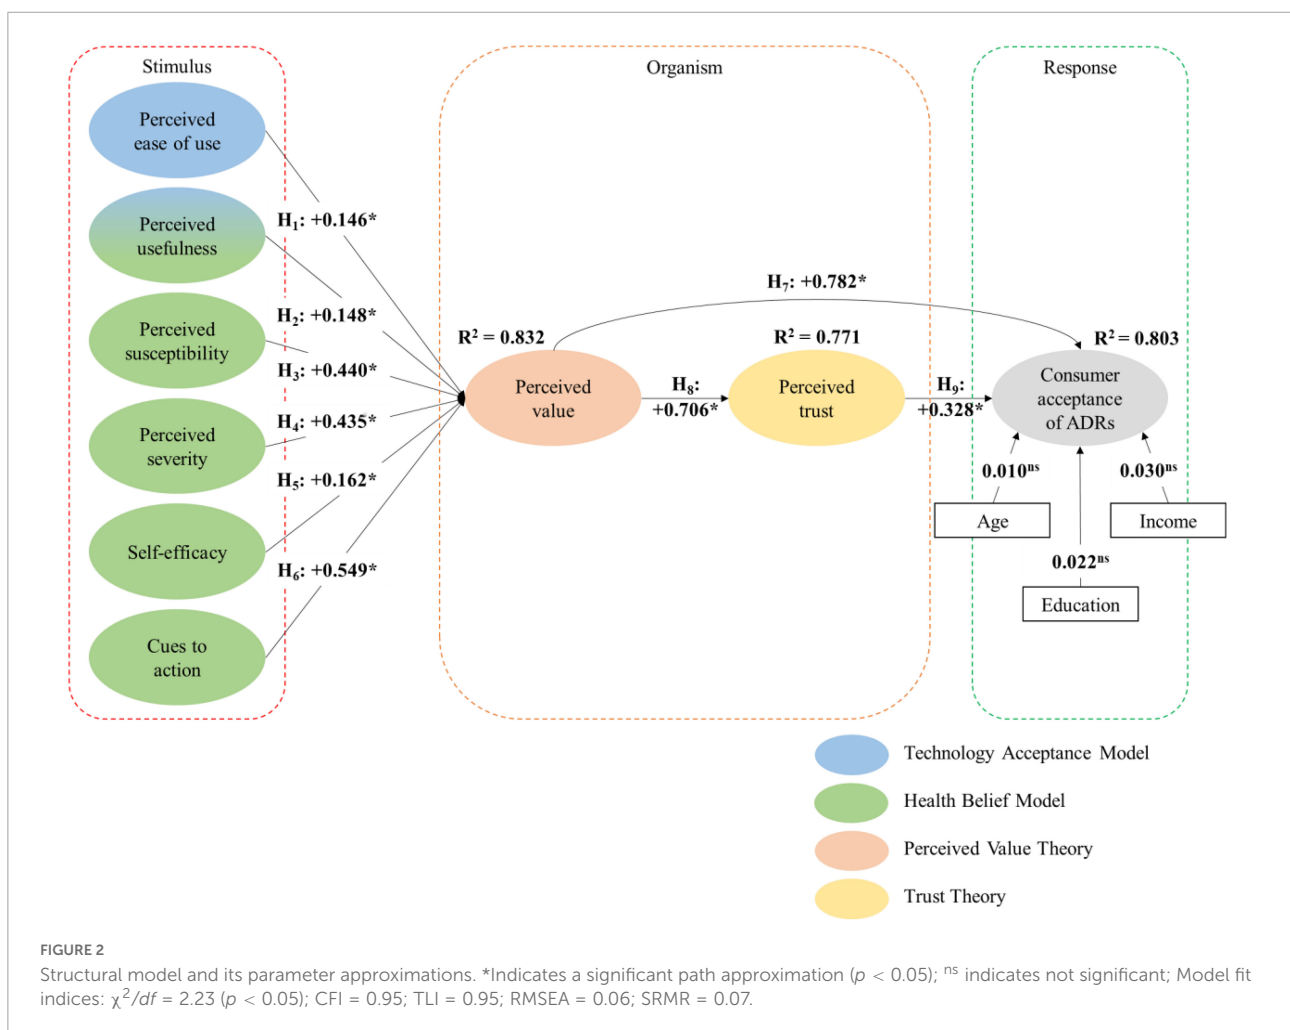 Stimulus
Organism
Response
Perceived
ease of use
Perceived
usefulness
Perceived
susceptibility
Perceived
severity
Self-efficacy
Cues to
action
H₁: +0.146*
H₂: +0.148*
H₃: +0.440*
H₄: +0.435*
H₅: +0.162*
H₆: +0.549*
R² = 0.832
Perceived
value
H₇: +0.782*
H₈:
+0.706*
R² = 0.771
Perceived
trust
H₉:
+0.328*
R² = 0.803
Consumer
acceptance
of ADRs
0.010ⁿˢ
0.030ⁿˢ
Age
Income
0.022ⁿˢ
Education
Technology Acceptance Model
Health Belief Model
Perceived Value Theory
Trust Theory
FIGURE 2
Structural model and its parameter approximations. *Indicates a significant path approximation (p < 0.05); ⁿˢ indicates not significant; Model fit
indices: χ²/df = 2.23 (p < 0.05); CFI = 0.95; TLI = 0.95; RMSEA = 0.06; SRMR = 0.07.